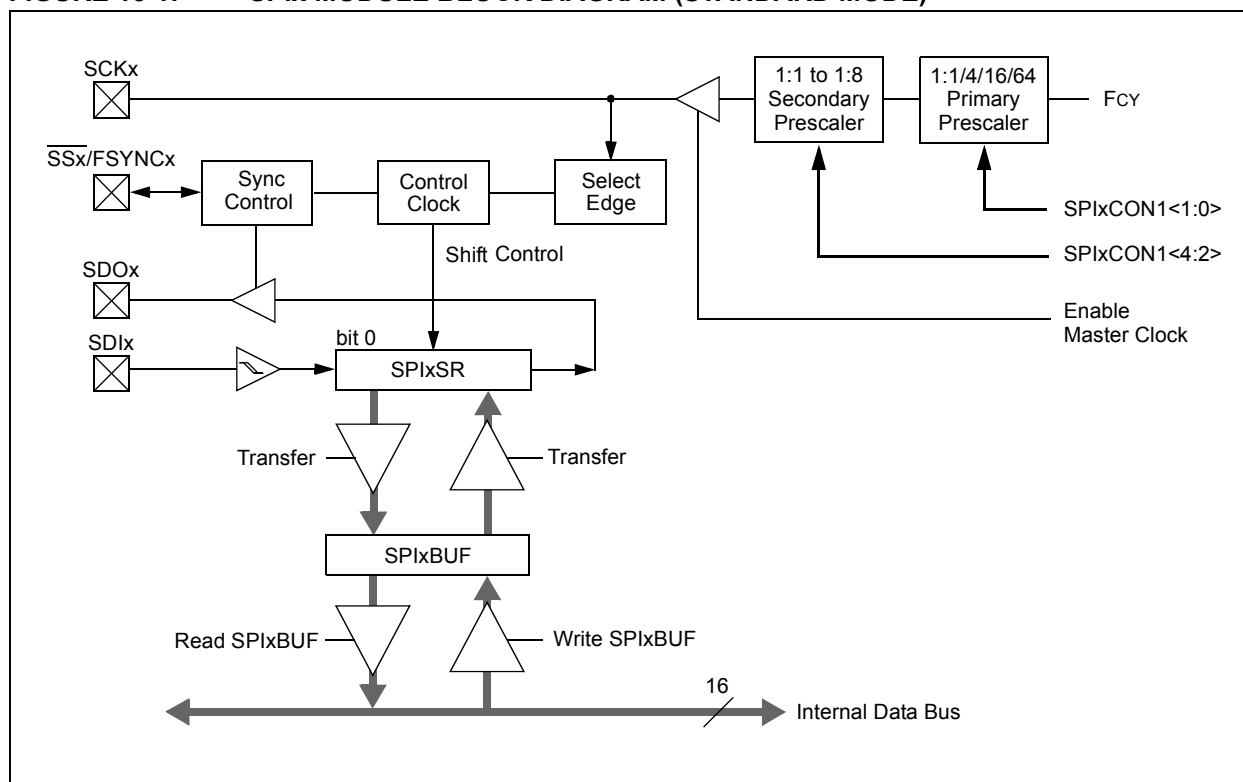 SCKx
1:1 to 1:8
Secondary
Prescaler
1:1/4/16/64
Primary
Prescaler
FCY
SSx/FSYNCx
Sync
Control
Control
Clock
Select
Edge
SPIxCON1<1:0>
Shift Control
SPIxCON1<4:2>
SDOx
Enable
Master Clock
SDIx
bit 0
SPIxSR
Transfer
Transfer
SPIxBUF
Read SPIxBUF
Write SPIxBUF
16
Internal Data Bus